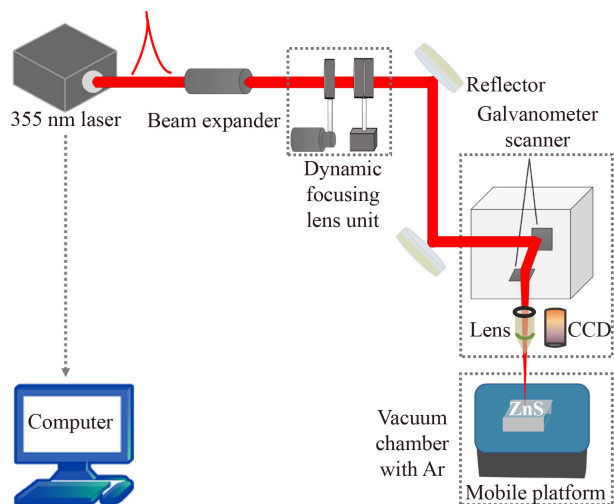 355 nm laser
Beam expander
Dynamic
focusing
lens unit
Reflector
Galvanometer
scanner
Lens
CCD
Computer
Vacuum
chamber
with Ar
ZnS
Mobile platform